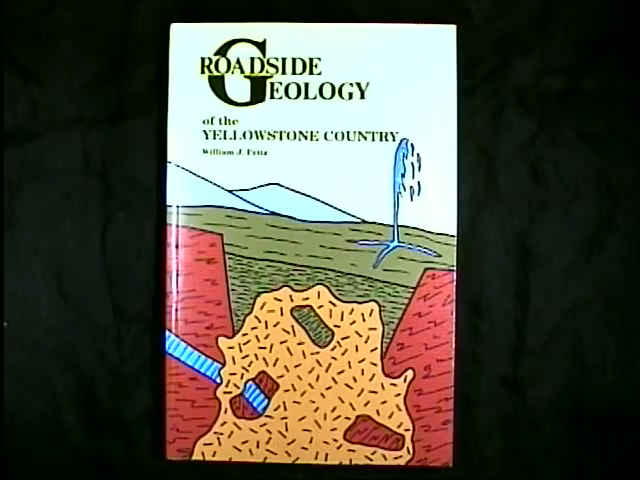 ROADSIDE
GEOLOGY
of the
YELLOWSTONE COUNTRY
William J. Fritz